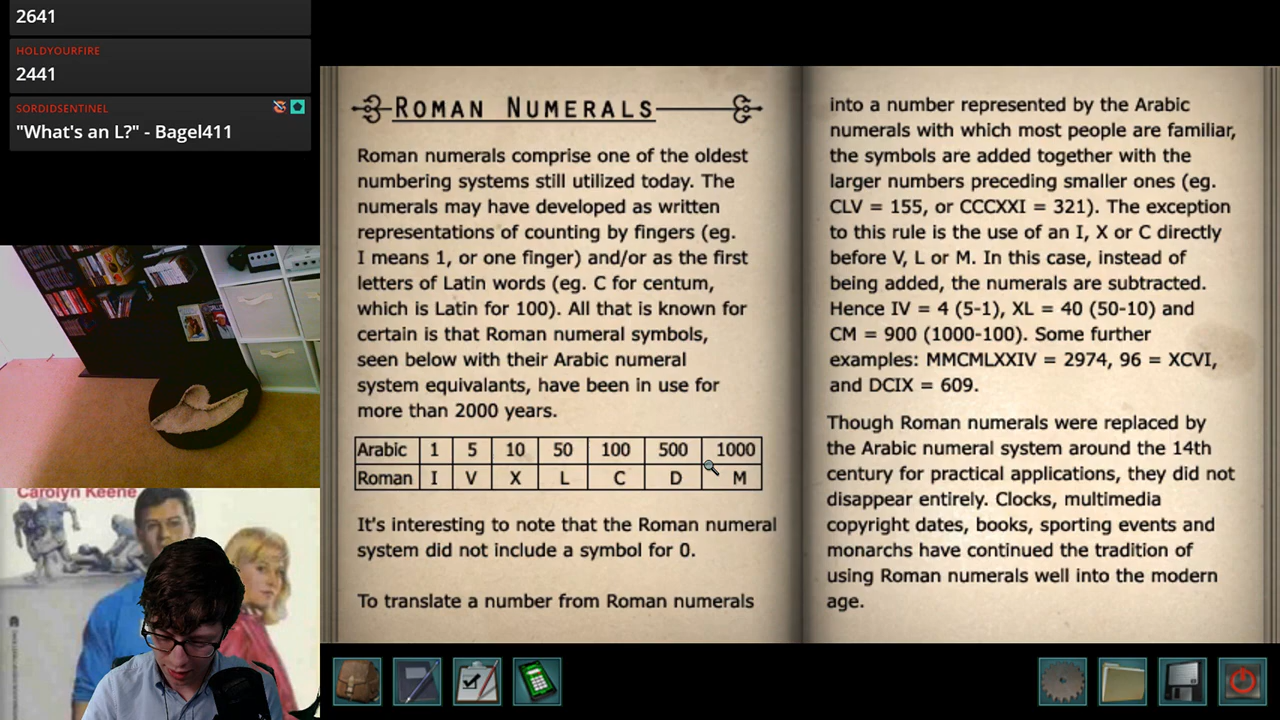 2641
HOLDYOURFIRE
2441
SORDIDSENTINEL
"What's an L?" - Bagel411
Carolyn Keene
ROMAN NUMERALS
Roman numerals comprise one of the oldest
numbering systems still utilized today. The
numerals may have developed as written
representations of counting by fingers (eg.
I means 1, or one finger) and/or as the first
letters of Latin words (eg. C for centum,
which is Latin for 100). All that is known for
certain is that Roman numeral symbols,
seen below with their Arabic numeral
system equivalants, have been in use for
more than 2000 years.
Arabic 1 5 10 50 100 500 1000
Roman I V X L C D M
It's interesting to note that the Roman numeral
system did not include a symbol for 0.
To translate a number from Roman numerals
into a number represented by the Arabic
numerals with which most people are familiar,
the symbols are added together with the
larger numbers preceding smaller ones (eg.
CLV = 155, or CCCXXI = 321). The exception
to this rule is the use of an I, X or C directly
before V, L or M. In this case, instead of
being added, the numerals are subtracted.
Hence IV = 4 (5-1), XL = 40 (50-10) and
CM = 900 (1000-100). Some further
examples: MMCMLXXIV = 2974, 96 = XCVI,
and DCIX = 609.
Though Roman numerals were replaced by
the Arabic numeral system around the 14th
century for practical applications, they did not
disappear entirely. Clocks, multimedia
copyright dates, books, sporting events and
monarchs have continued the tradition of
using Roman numerals well into the modern
age.